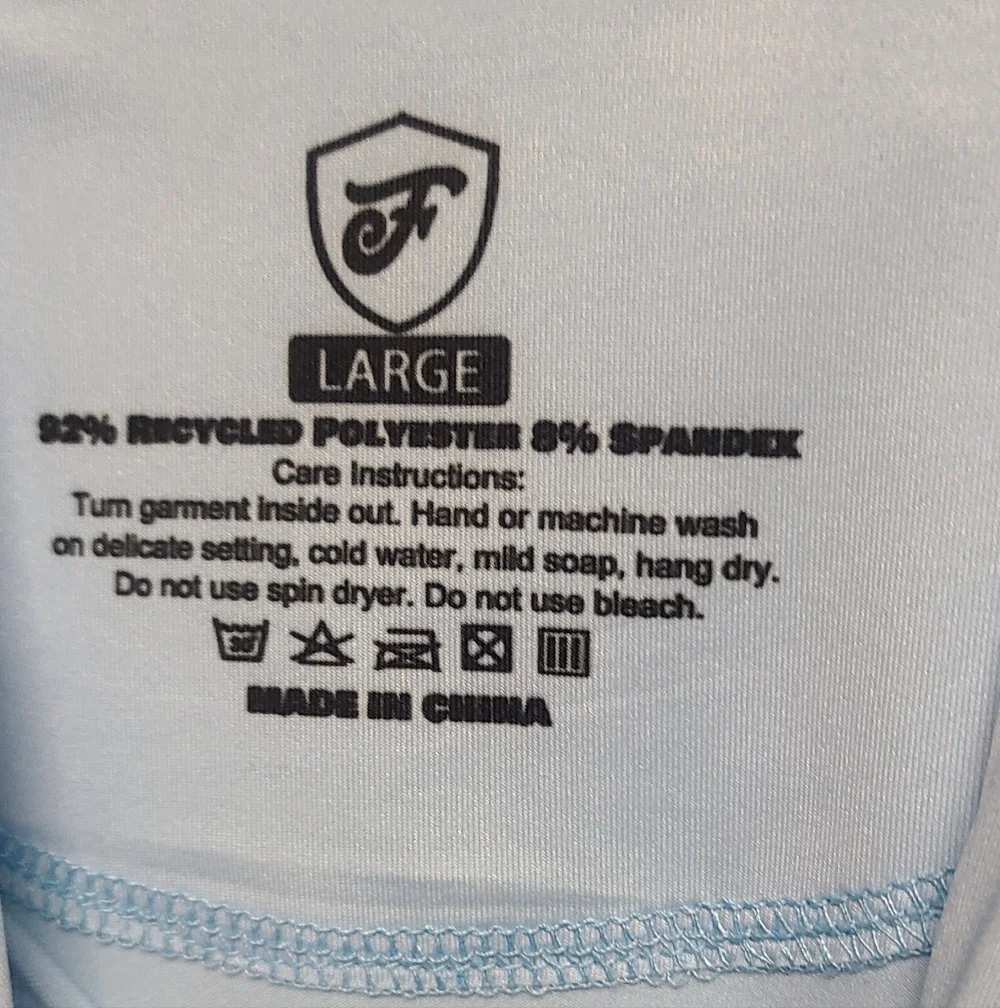 F
LARGE
92% RECYCLED POLYESTER 8% SPANDEX
Care Instructions:
Turn garment inside out. Hand or machine wash
on delicate setting, cold water, mild soap, hang dry.
Do not use spin dryer. Do not use bleach.
30
MADE IN CHINA